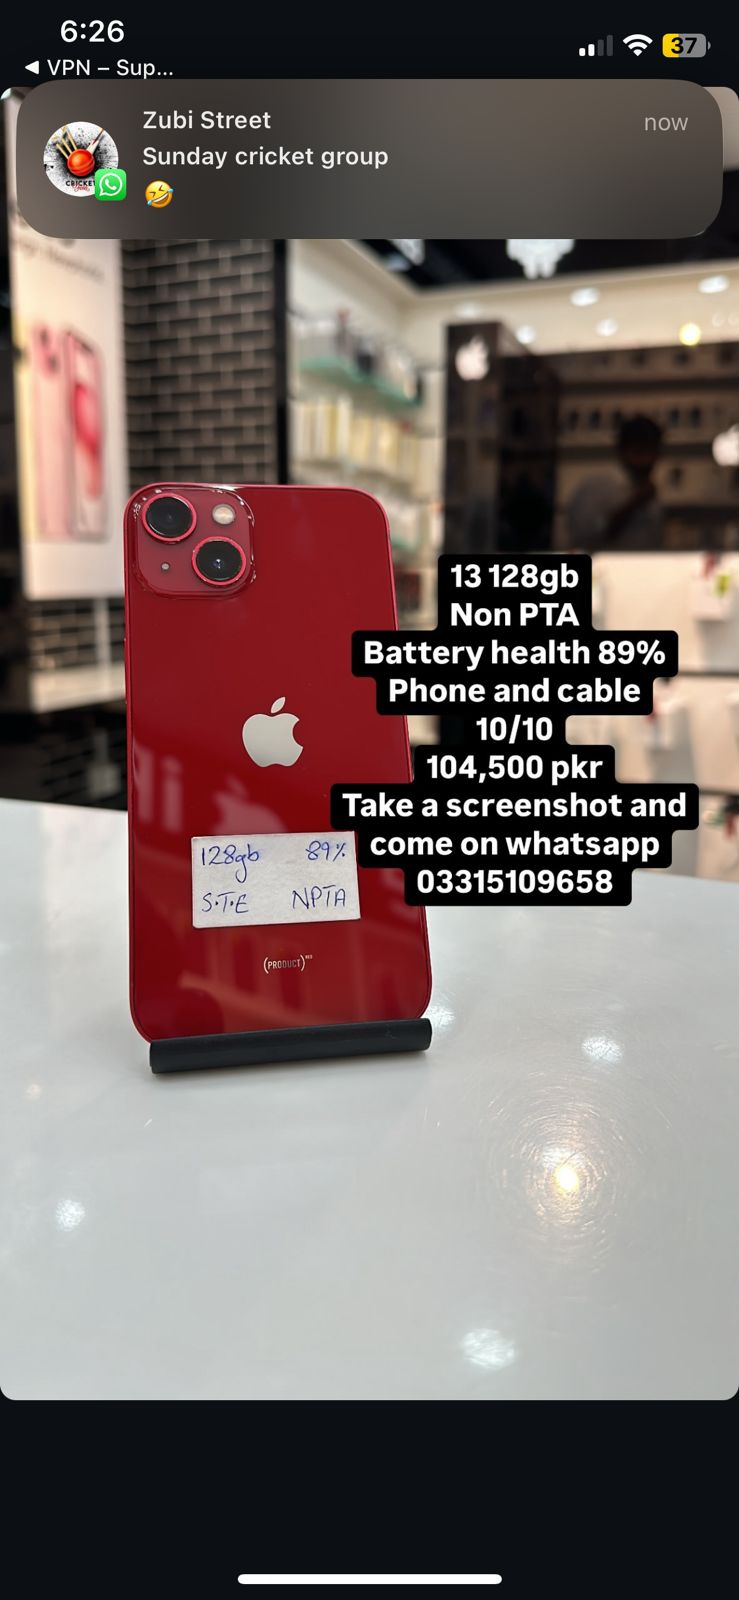 6:26
37
VPN – Sup...
Zubi Street
now
Sunday cricket group
🤣
CRICKET
13 128gb
Non PTA
Battery health 89%
Phone and cable
10/10
104,500 pkr
Take a screenshot and
come on whatsapp
03315109658
128gb 89%
S.T.E NPTA
(PRODUCT)RED